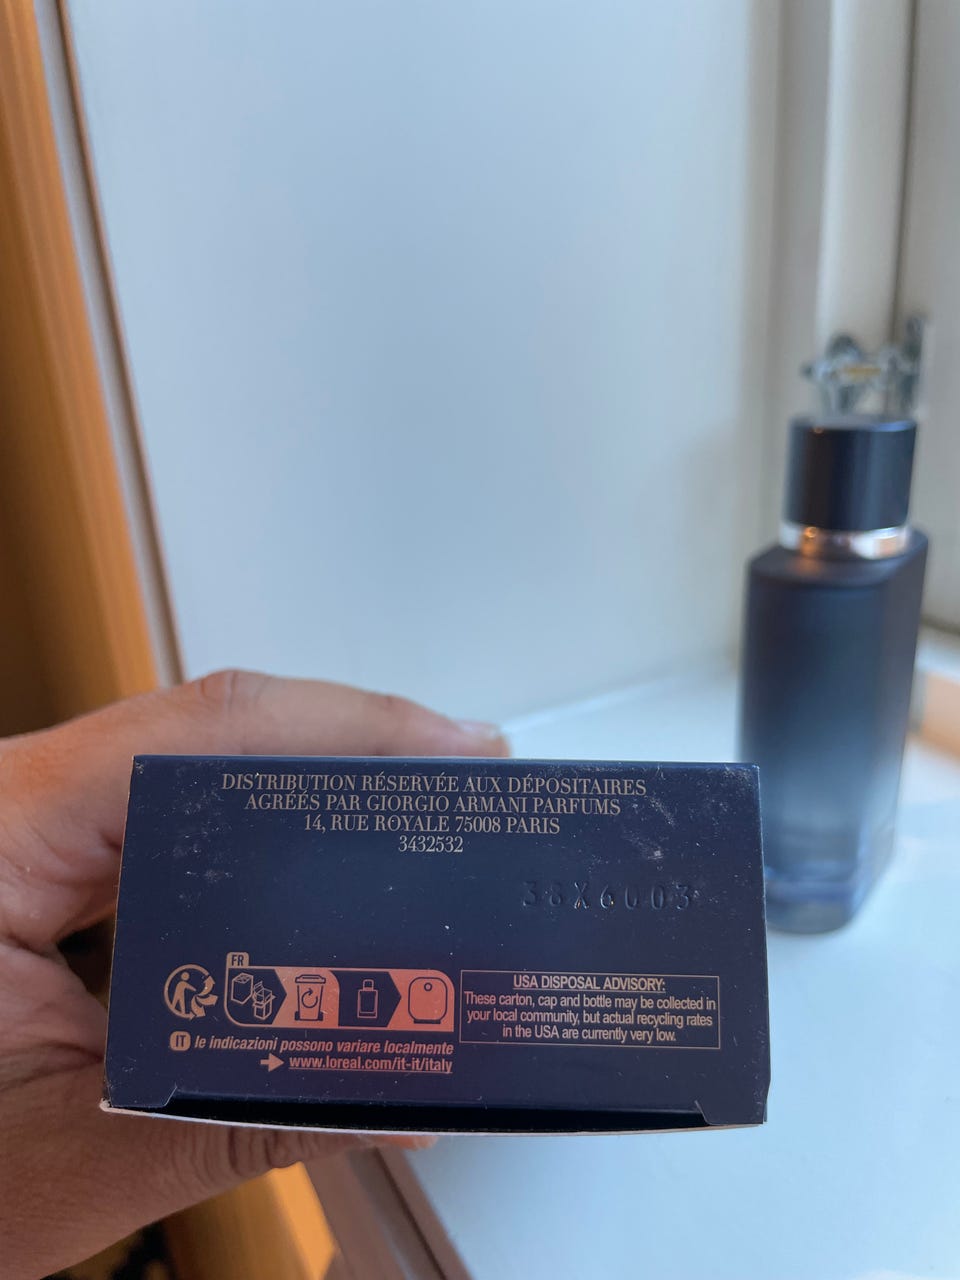 DISTRIBUTION RÉSERVÉE AUX DÉPOSITAIRES
AGRÉÉS PAR GIORGIO ARMANI PARFUMS
14, RUE ROYALE 75008 PARIS
3432532
38X6003
FR
USA DISPOSAL ADVISORY:
These carton, cap and bottle may be collected in
your local community, but actual recycling rates
in the USA are currently very low.
IT le indicazioni possono variare localmente
www.loreal.com/it-it/italy